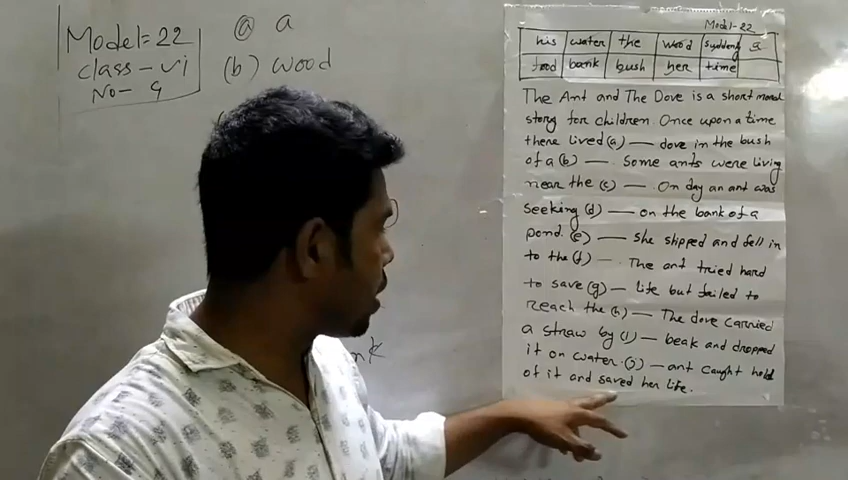 Model=22
class-vi
No- 9
@ a
(b) wood
nk
Model-22
his water the wood suddenly a
food bank bush her time
The Ant and The Dove is a short moral
story for children. Once upon a time
there lived (a) — dove in the bush
of a (b) —. Some ants were living
near the (c) —. On day an ant was
seeking (d) — on the bank of a
pond. (e) — she slipped and fell in
to the (f) —. The ant tried hard
to save (g) — life but failed to
reach the (h) — The dove carried
a straw by (i) — beak and dropped
it on water. (j) — ant caught hold
of it and saved her life.